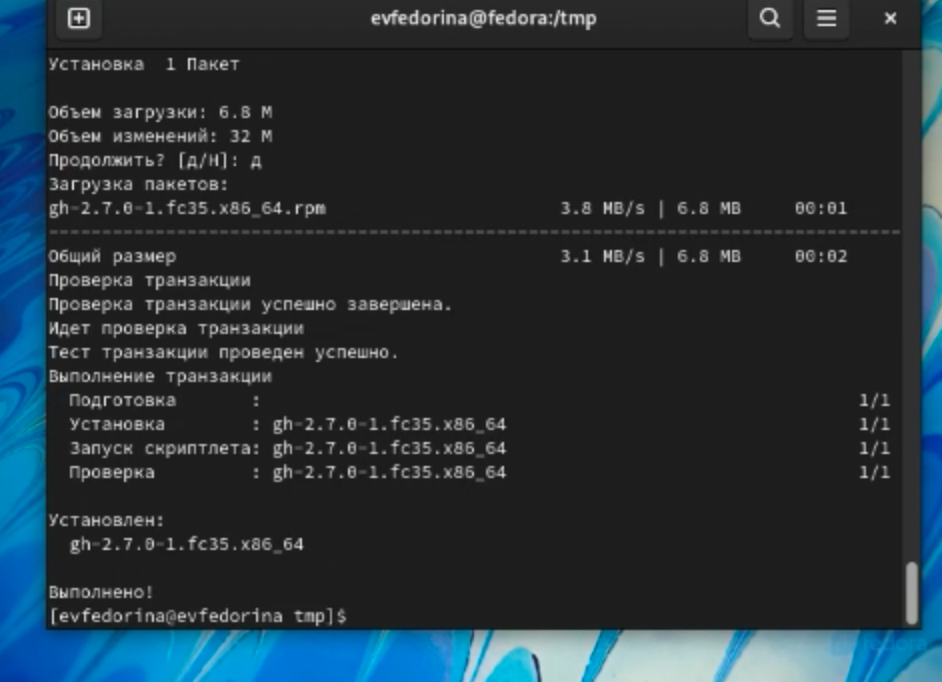 evfedorina@fedora:/tmp
Установка  1 Пакет
Объем загрузки: 6.8 M
Объем изменений: 32 M
Продолжить? [д/Н]: д
Загрузка пакетов:
gh-2.7.0-1.fc35.x86_64.rpm                      3.8 MB/s | 6.8 MB     00:01
--------------------------------------------------------------------------------
Общий размер                                    3.1 MB/s | 6.8 MB     00:02
Проверка транзакции
Проверка транзакции успешно завершена.
Идет проверка транзакции
Тест транзакции проведен успешно.
Выполнение транзакции
  Подготовка       :                                                        1/1
  Установка        : gh-2.7.0-1.fc35.x86_64                                 1/1
  Запуск скриптлета: gh-2.7.0-1.fc35.x86_64                                 1/1
  Проверка         : gh-2.7.0-1.fc35.x86_64                                 1/1
Установлен:
  gh-2.7.0-1.fc35.x86_64
Выполнено!
[evfedorina@evfedorina tmp]$